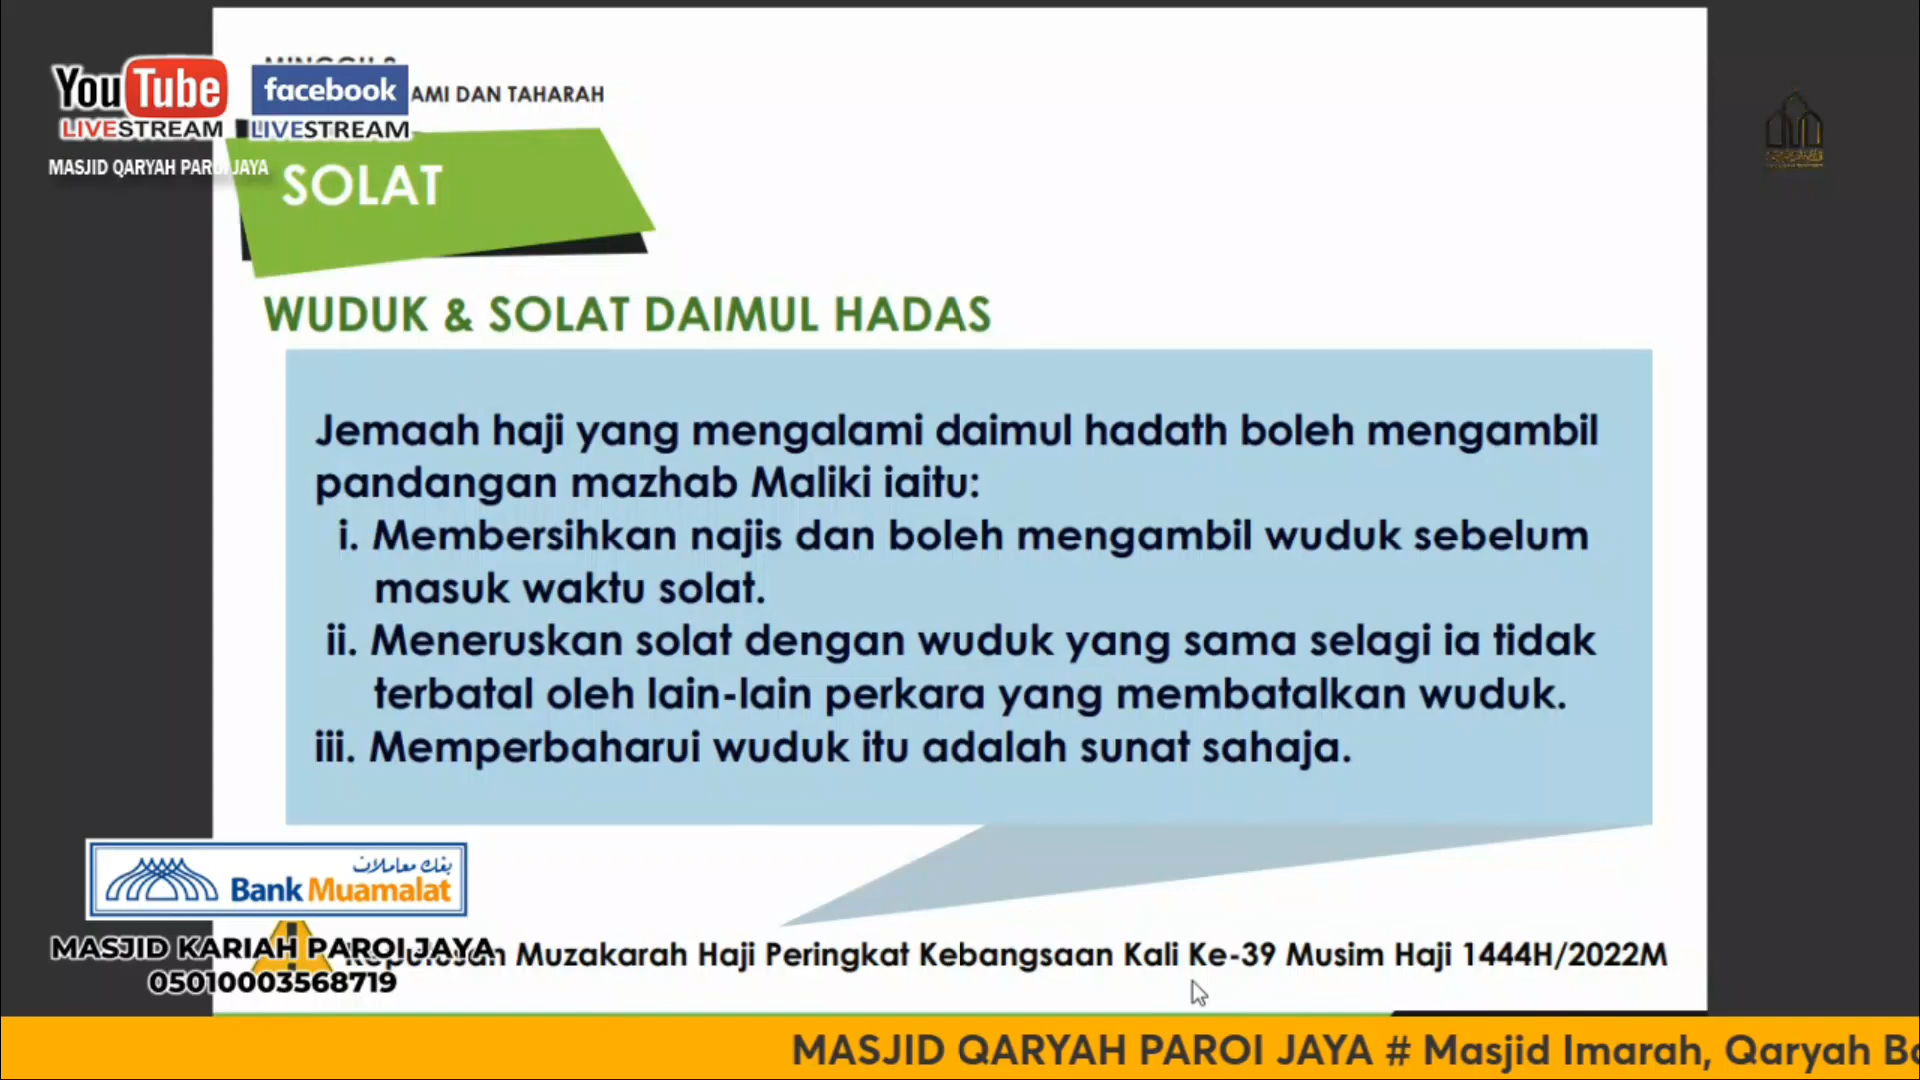 YouTube
LIVESTREAM
facebook
LIVESTREAM
AMI DAN TAHARAH
MASJID QARYAH PAROI JAYA
SOLAT
WUDUK & SOLAT DAIMUL HADAS
Jemaah haji yang mengalami daimul hadath boleh mengambil
pandangan mazhab Maliki iaitu:
i. Membersihkan najis dan boleh mengambil wuduk sebelum
masuk waktu solat.
ii. Meneruskan solat dengan wuduk yang sama selagi ia tidak
terbatal oleh lain-lain perkara yang membatalkan wuduk.
iii. Memperbaharui wuduk itu adalah sunat sahaja.
بنك معاملات
Bank Muamalat
MASJID KARIAH PAROI JAYA
05010003568719
Muzakarah Haji Peringkat Kebangsaan Kali Ke-39 Musim Haji 1444H/2022M
MASJID QARYAH PAROI JAYA # Masjid Imarah, Qaryah